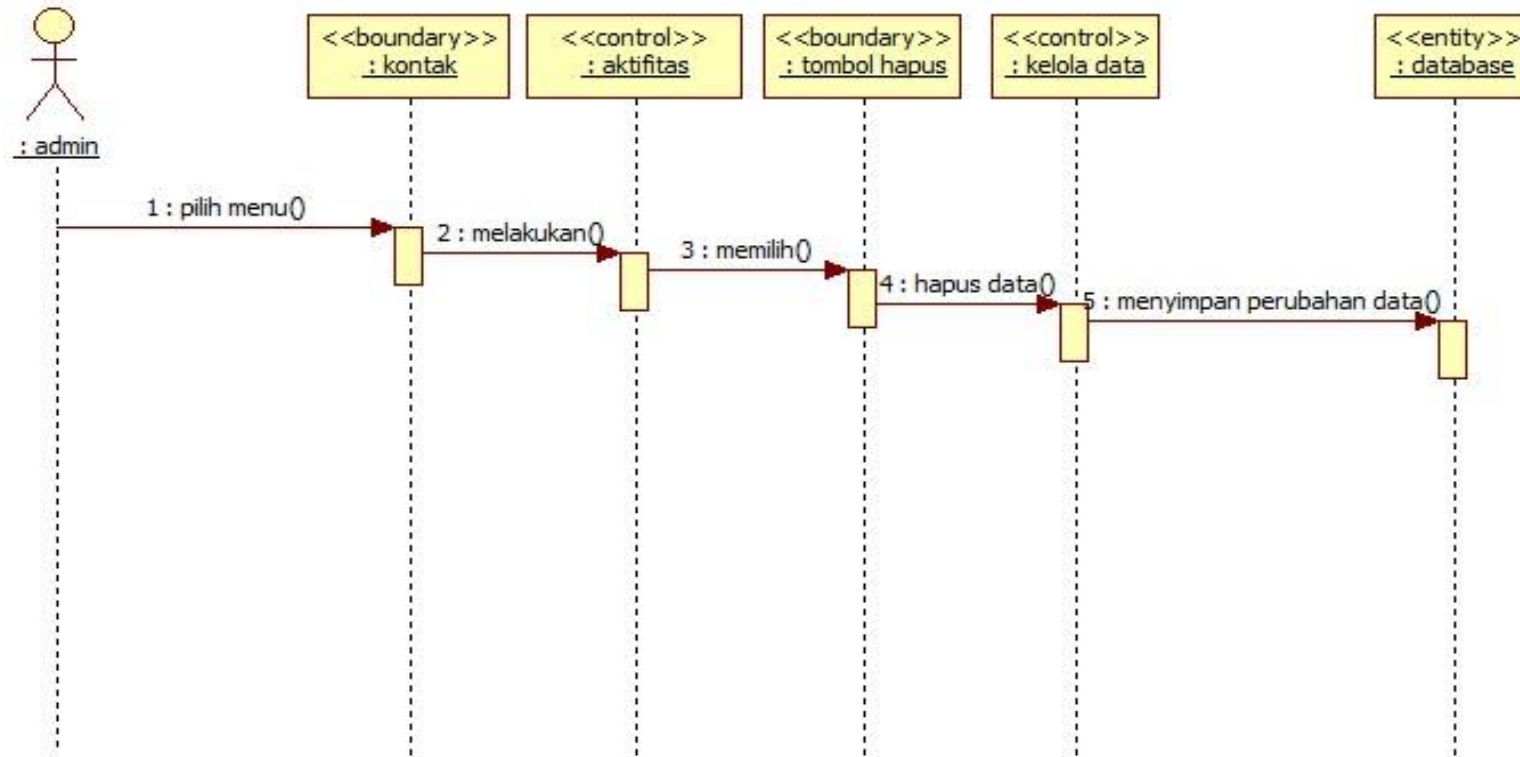 <<boundary>>
: kontak
<<control>>
: aktifitas
<<boundary>>
: tombol hapus
<<control>>
: kelola data
<<entity>>
: database
: admin
1 : pilih menu()
2 : melakukan()
3 : memilih()
4 : hapus data()
5 : menyimpan perubahan data()